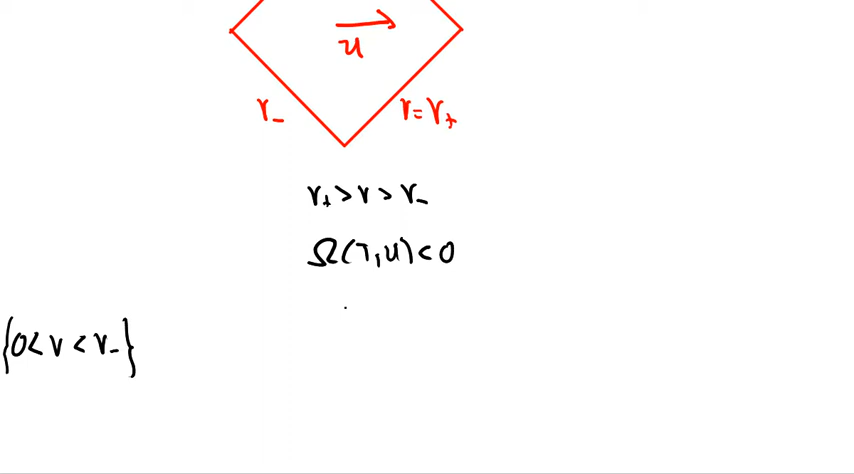 u
r₋ r=r₊
r₊>r>r₋
Ω(T,u)<0
{0<r<r₋}